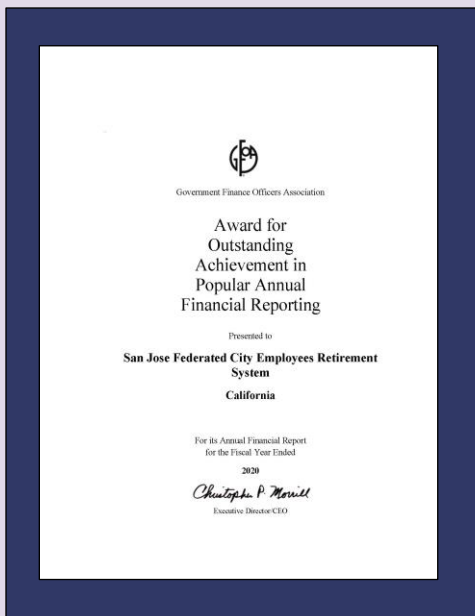 GFOA
Government Finance Officers Association
Award for
Outstanding
Achievement in
Popular Annual
Financial Reporting
Presented to
San Jose Federated City Employees Retirement
System
California
For its Annual Financial Report
for the Fiscal Year Ended
2020
Christopher P. Morrill
Executive Director/CEO